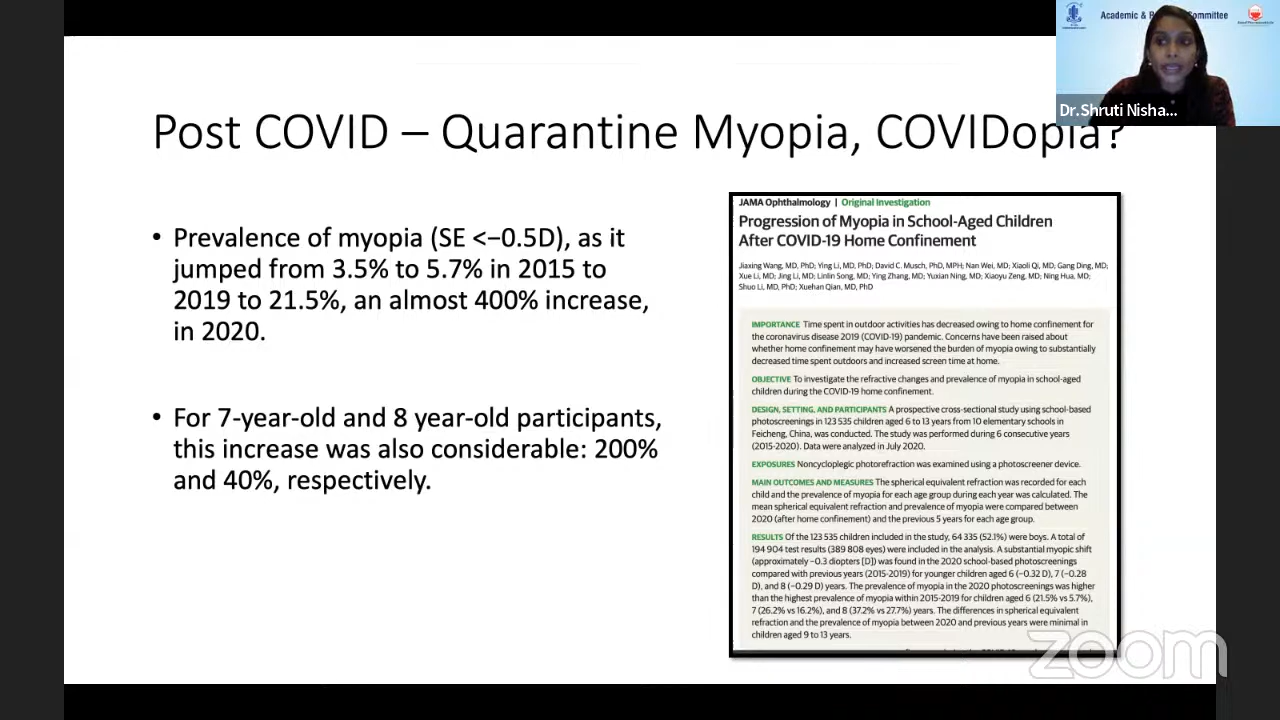 Academic & R Committee
Dr.Shruti Nisha...
Post COVID – Quarantine Myopia, COVIDopia?
• Prevalence of myopia (SE <−0.5D), as it
jumped from 3.5% to 5.7% in 2015 to
2019 to 21.5%, an almost 400% increase,
in 2020.
• For 7-year-old and 8 year-old participants,
this increase was also considerable: 200%
and 40%, respectively.
JAMA Ophthalmology | Original Investigation
Progression of Myopia in School-Aged Children
After COVID-19 Home Confinement
Jiaxing Wang, MD, PhD; Ying Li, MD, PhD; David C. Musch, PhD, MPH; Nan Wei, MD; Xiaoli Qi, MD; Gang Ding, MD;
Xue Li, MD; Jing Li, MD; Linlin Song, MD; Ying Zhang, MD; Yuxian Ning, MD; Xiaoyu Zeng, MD; Ning Hua, MD;
Shuo Li, MD, PhD; Xuehan Qian, MD, PhD
IMPORTANCE Time spent in outdoor activities has decreased owing to home confinement for
the coronavirus disease 2019 (COVID-19) pandemic. Concerns have been raised about
whether home confinement may have worsened the burden of myopia owing to substantially
decreased time spent outdoors and increased screen time at home.
OBJECTIVE To investigate the refractive changes and prevalence of myopia in school-aged
children during the COVID-19 home confinement.
DESIGN, SETTING, AND PARTICIPANTS A prospective cross-sectional study using school-based
photoscreenings in 123 535 children aged 6 to 13 years from 10 elementary schools in
Feicheng, China, was conducted. The study was performed during 6 consecutive years
(2015-2020). Data were analyzed in July 2020.
EXPOSURES Noncycloplegic photorefraction was examined using a photoscreener device.
MAIN OUTCOMES AND MEASURES The spherical equivalent refraction was recorded for each
child and the prevalence of myopia for each age group during each year was calculated. The
mean spherical equivalent refraction and prevalence of myopia were compared between
2020 (after home confinement) and the previous 5 years for each age group.
RESULTS Of the 123 535 children included in the study, 64 335 (52.1%) were boys. A total of
194 904 test results (389 808 eyes) were included in the analysis. A substantial myopic shift
(approximately −0.3 diopters [D]) was found in the 2020 school-based photoscreenings
compared with previous years (2015-2019) for younger children aged 6 (−0.32 D), 7 (−0.28
D), and 8 (−0.29 D) years. The prevalence of myopia in the 2020 photoscreenings was higher
than the highest prevalence of myopia within 2015-2019 for children aged 6 (21.5% vs 5.7%),
7 (26.2% vs 16.2%), and 8 (37.2% vs 27.7%) years. The differences in spherical equivalent
refraction and the prevalence of myopia between 2020 and previous years were minimal in
children aged 9 to 13 years.
zoom